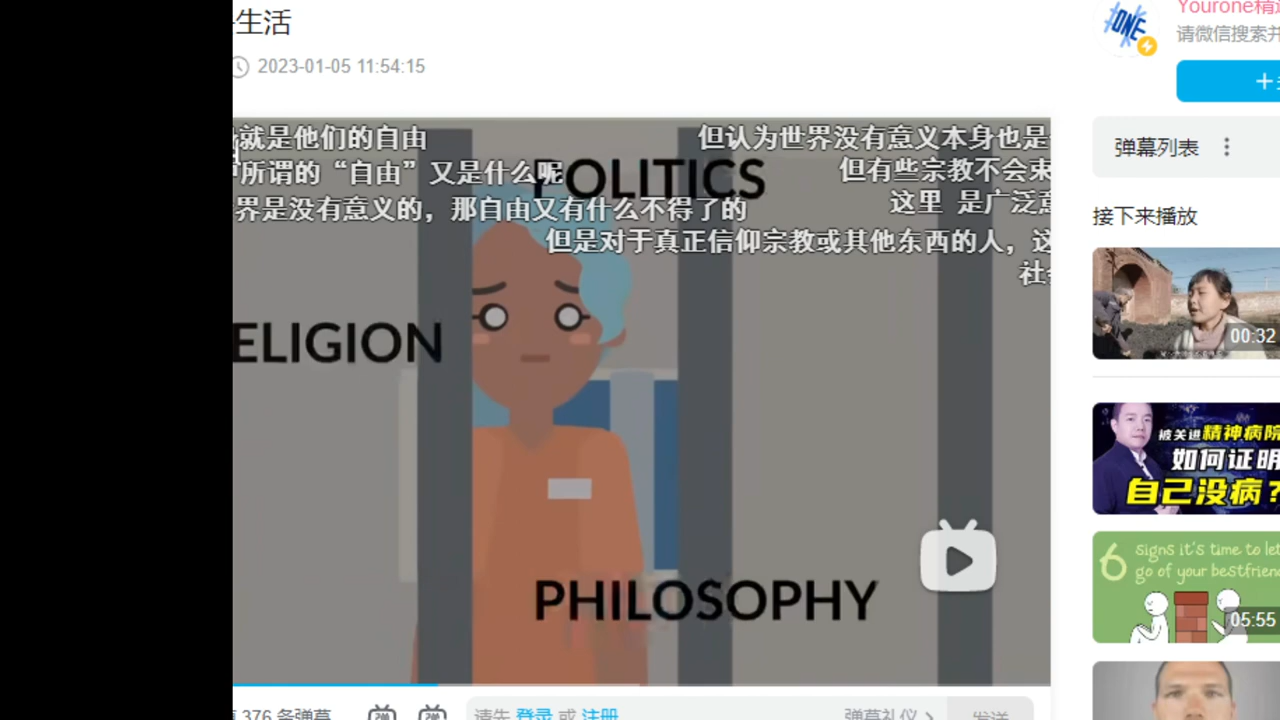 生活
2023-01-05 11:54:15
就是他们的自由
所谓的“自由”又是什么呢
界是没有意义的，那自由又有什么不得了的
但认为世界没有意义本身也是
但有些宗教不会束
这里 是广泛意
但是对于真正信仰宗教或其他东西的人，这
社会
POLITICS
ELIGION
PHILOSOPHY
376 条弹幕
请先 登录 或 注册
弹幕礼仪
发送
ONE
Yourone精选
请微信搜索并
+
弹幕列表
接下来播放
00:32
被关进精神病院
如何证明
自己没病？
6 signs it's time to let
go of your bestfriend
05:55